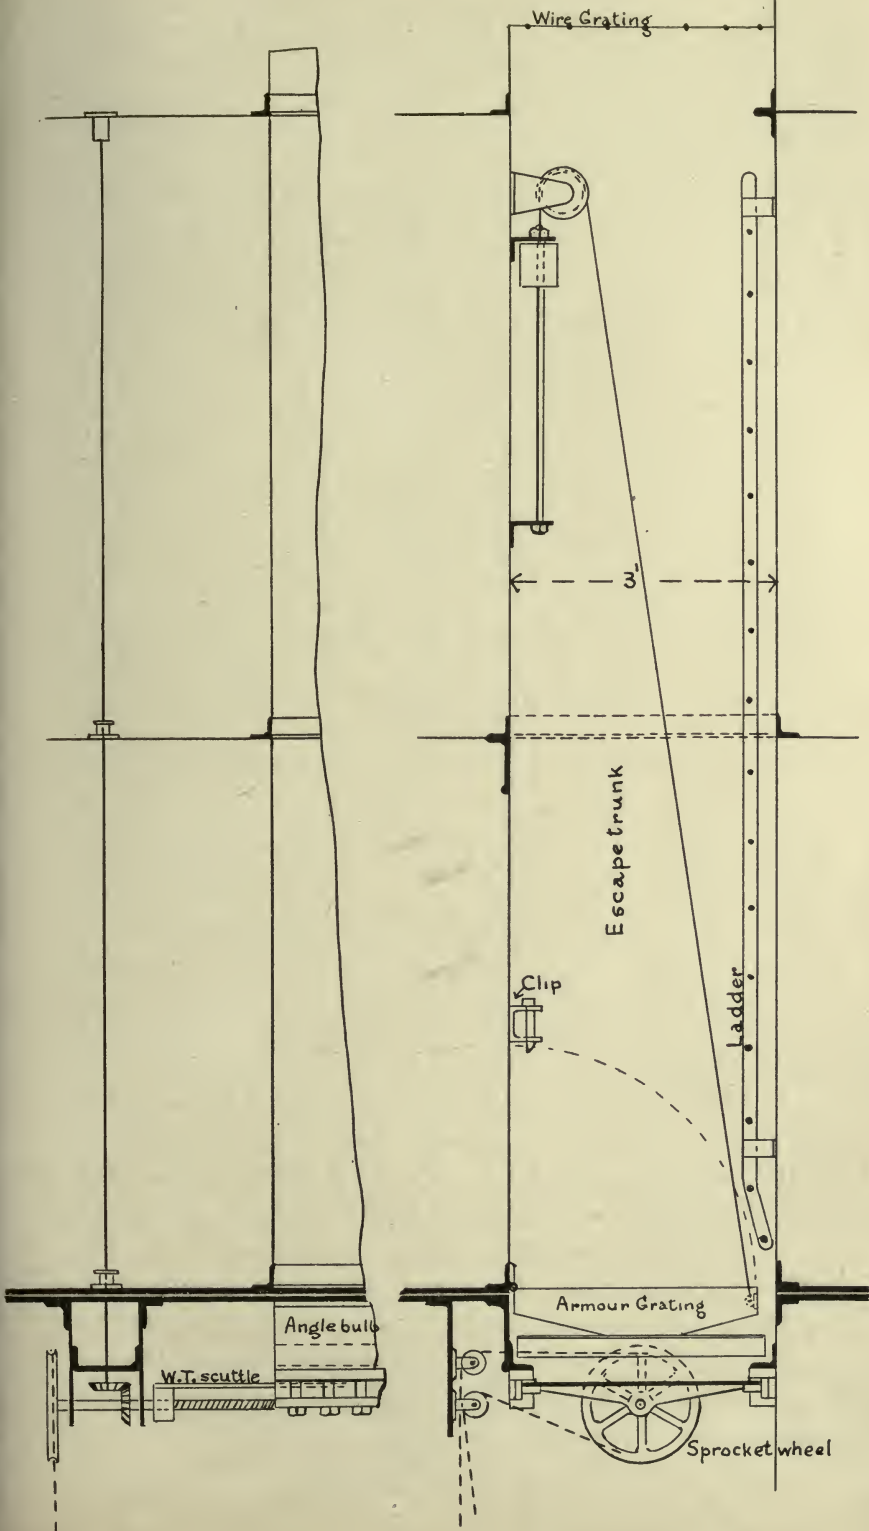 Wire Grating
3'
Escape trunk
Clip
Ladder
Armour Grating
Angle bulb
W.T. scuttle
Sprocket wheel